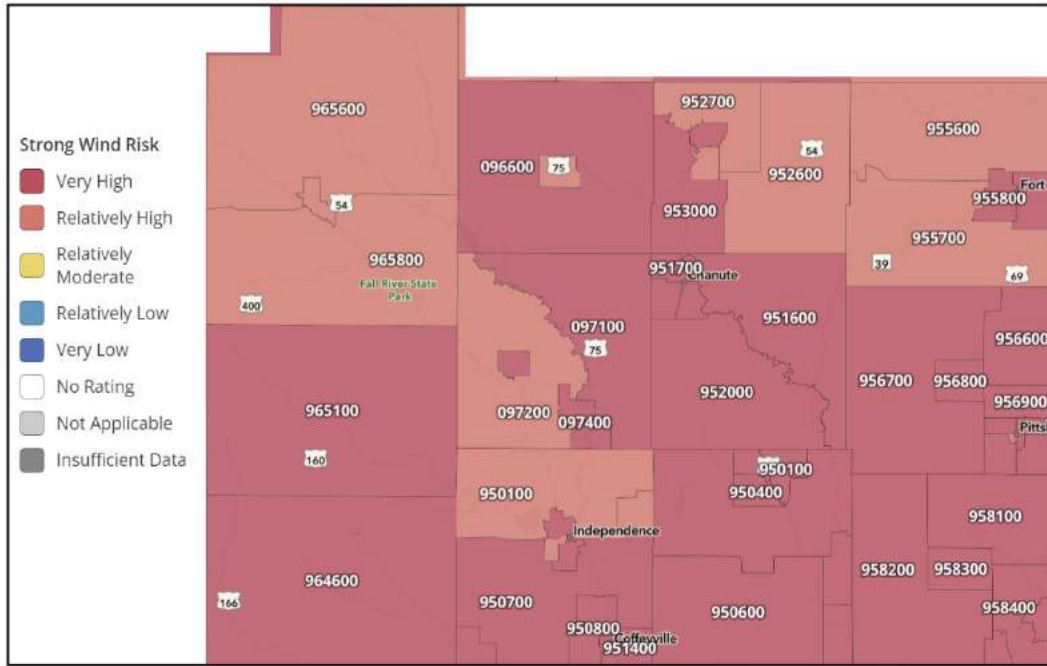 Strong Wind Risk
Very High
Relatively High
Relatively
Moderate
Relatively Low
Very Low
No Rating
Not Applicable
Insufficient Data
965600
952700
955600
096600
75
54
952600
54
955800
Fort
953000
955700
965800
39
69
951700
Chanute
Fall River State
Park
400
097100
951600
75
956600
956700
956800
965100
952000
956900
097200
097400
160
950100
950100
950400
958100
Independence
964600
958200
958300
166
950700
950600
958400
950800
Coffeyville
951400